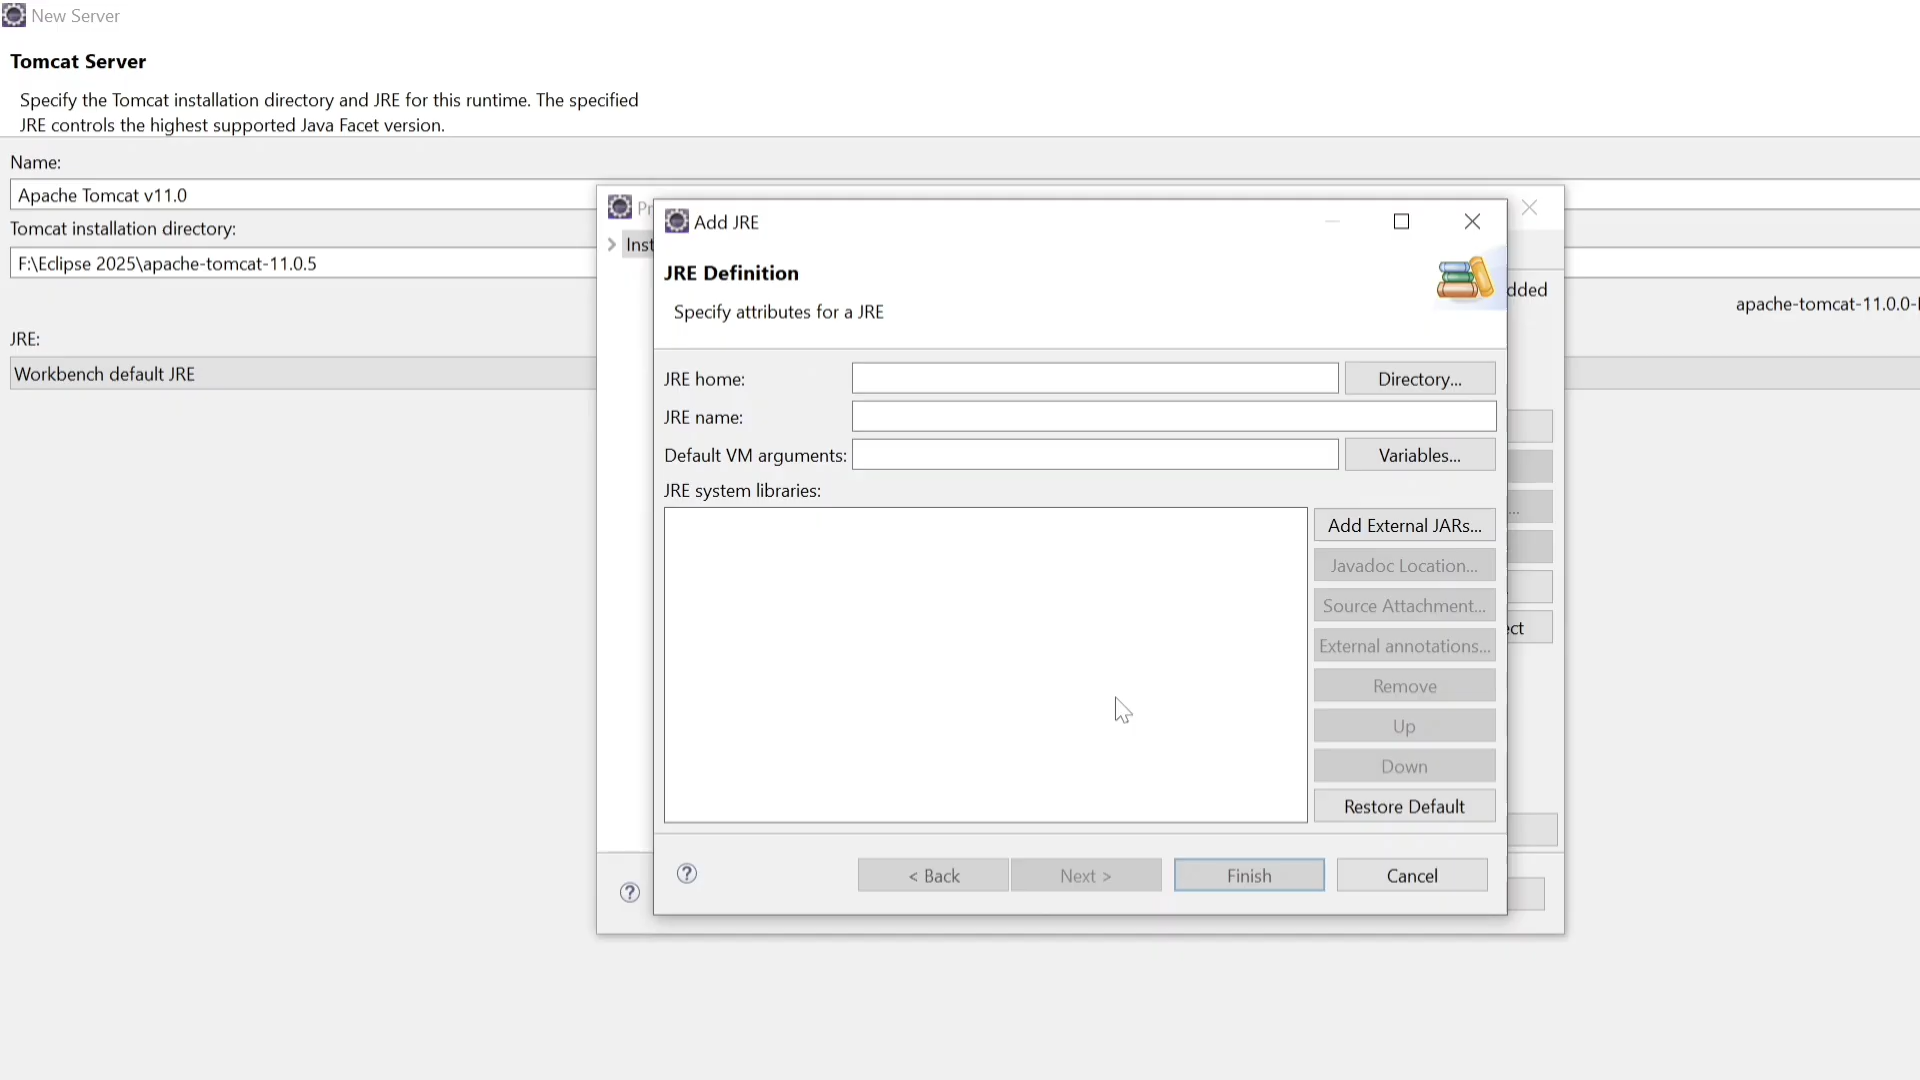 New Server
Tomcat Server
Specify the Tomcat installation directory and JRE for this runtime. The specified
JRE controls the highest supported Java Facet version.
Name:
Apache Tomcat v11.0
Tomcat installation directory:
F:\Eclipse 2025\apache-tomcat-11.0.5
apache-tomcat-11.0.0-
JRE:
Workbench default JRE
Pr
Inst
dded
...
ect
Add JRE
JRE Definition
Specify attributes for a JRE
JRE home:
Directory...
JRE name:
Default VM arguments:
Variables...
JRE system libraries:
Add External JARs...
Javadoc Location...
Source Attachment...
External annotations...
Remove
Up
Down
Restore Default
?
?
< Back
Next >
Finish
Cancel